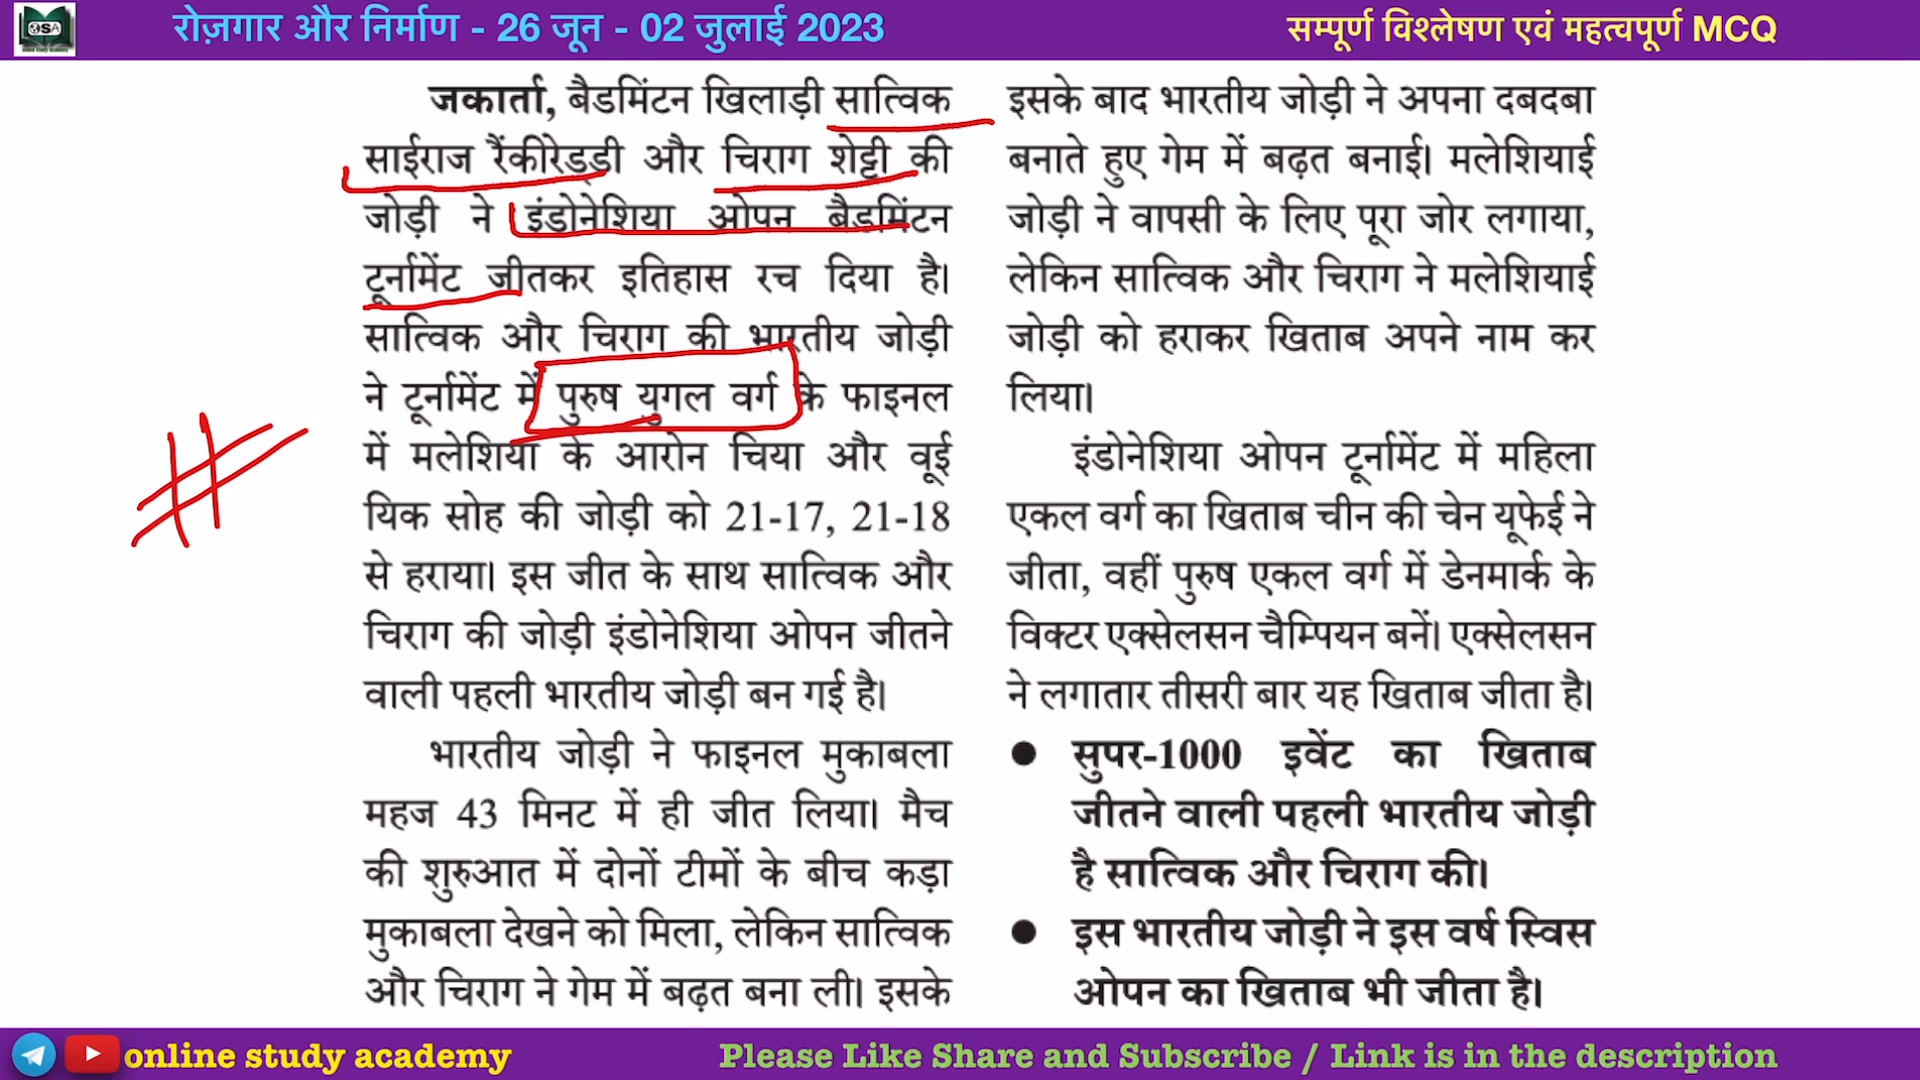 OSA
रोज़गार और निर्माण - 26 जून - 02 जुलाई 2023
सम्पूर्ण विश्लेषण एवं महत्वपूर्ण MCQ
जकार्ता, बैडमिंटन खिलाड़ी सात्विक
साईराज रैंकीरेड्डी और चिराग शेट्टी की
जोड़ी ने इंडोनेशिया ओपन बैडमिंटन
टूर्नामेंट जीतकर इतिहास रच दिया है।
सात्विक और चिराग की भारतीय जोड़ी
ने टूर्नामेंट में पुरुष युगल वर्ग के फाइनल
में मलेशिया के आरोन चिया और वूई
यिक सोह की जोड़ी को 21-17, 21-18
से हराया। इस जीत के साथ सात्विक और
चिराग की जोड़ी इंडोनेशिया ओपन जीतने
वाली पहली भारतीय जोड़ी बन गई है।
भारतीय जोड़ी ने फाइनल मुकाबला
महज 43 मिनट में ही जीत लिया। मैच
की शुरुआत में दोनों टीमों के बीच कड़ा
मुकाबला देखने को मिला, लेकिन सात्विक
और चिराग ने गेम में बढ़त बना ली। इसके
इसके बाद भारतीय जोड़ी ने अपना दबदबा
बनाते हुए गेम में बढ़त बनाई। मलेशियाई
जोड़ी ने वापसी के लिए पूरा जोर लगाया,
लेकिन सात्विक और चिराग ने मलेशियाई
जोड़ी को हराकर खिताब अपने नाम कर
लिया।
इंडोनेशिया ओपन टूर्नामेंट में महिला
एकल वर्ग का खिताब चीन की चेन यूफेई ने
जीता, वहीं पुरुष एकल वर्ग में डेनमार्क के
विक्टर एक्सेलसन चैम्पियन बनें। एक्सेलसन
ने लगातार तीसरी बार यह खिताब जीता है।
● सुपर-1000 इवेंट का खिताब
जीतने वाली पहली भारतीय जोड़ी
है सात्विक और चिराग की।
● इस भारतीय जोड़ी ने इस वर्ष स्विस
ओपन का खिताब भी जीता है।
online study academy
Please Like Share and Subscribe / Link is in the description